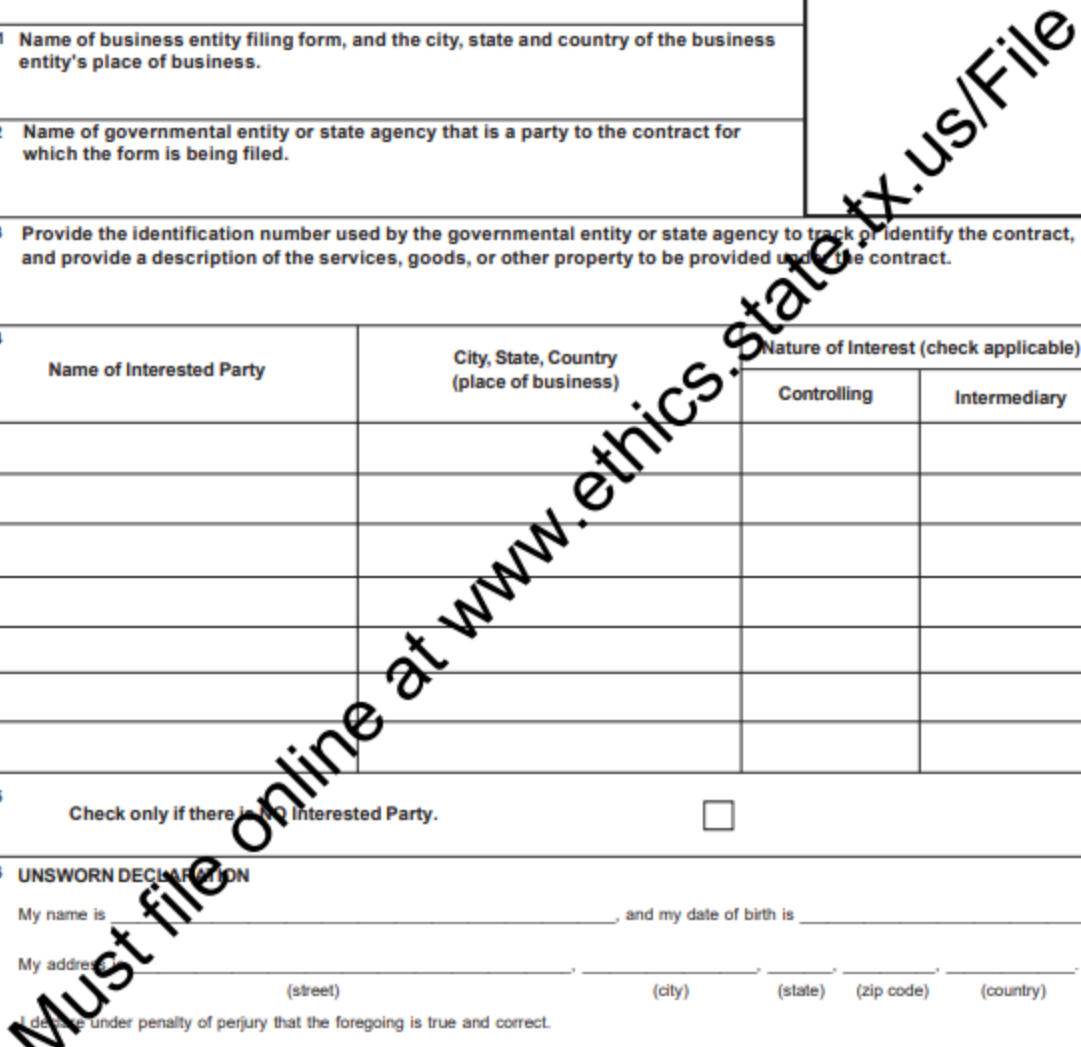 1 Name of business entity filing form, and the city, state and country of the business
entity's place of business.
2 Name of governmental entity or state agency that is a party to the contract for
which the form is being filed.
3 Provide the identification number used by the governmental entity or state agency to track or identify the contract,
and provide a description of the services, goods, or other property to be provided under the contract.
4
Name of Interested Party
City, State, Country
(place of business)
Nature of Interest (check applicable)
Controlling
Intermediary
5
Check only if there is NO Interested Party.
6 UNSWORN DECLARATION
My name is , and my date of birth is
My address is , , , , .
(street) (city) (state) (zip code) (country)
I declare under penalty of perjury that the foregoing is true and correct.
Must file online at www.ethics.state.tx.us/File